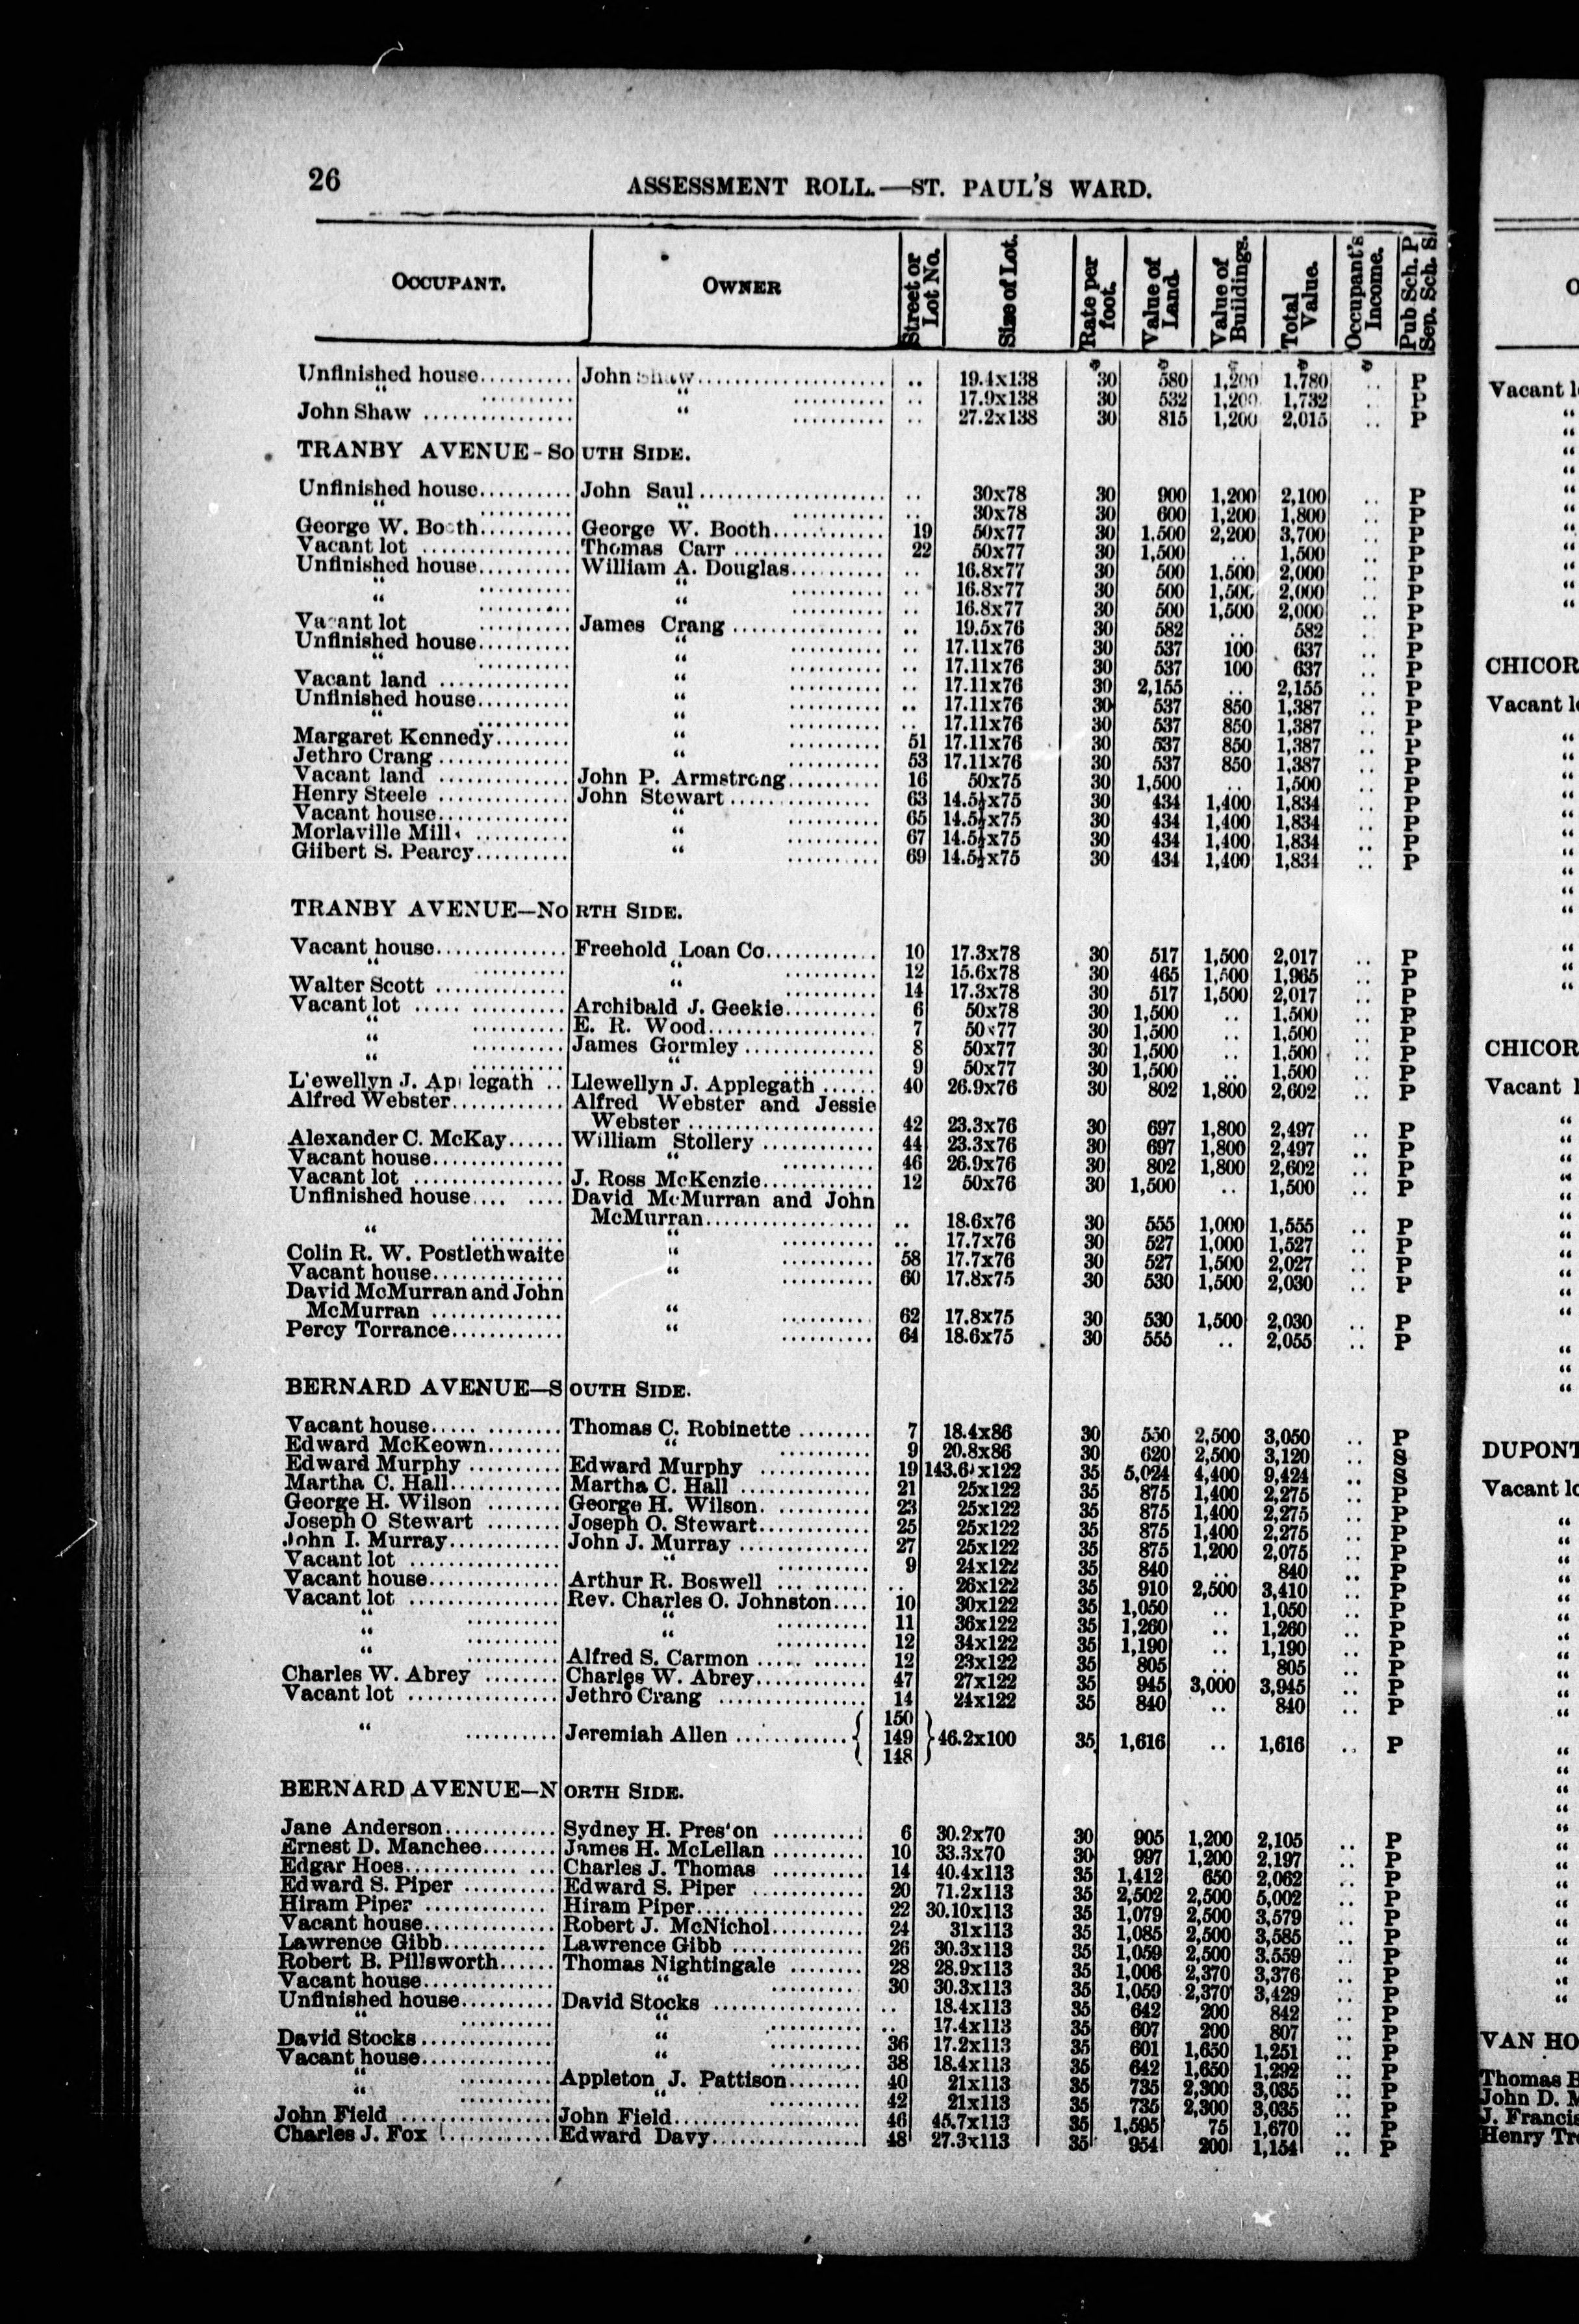 26
ASSESSMENT ROLL.—ST. PAUL'S WARD.
OCCUPANT. OWNER Street or Lot No. Size of Lot. Rate per foot. Value of Land. Value of Buildings. Total Value. Occupant's Income. Pub Sch. P Sep. Sch. S
Unfinished house.......... John Shaw.................... .. 19.4x138 30 580 1,200 1,780 .. P
" .......... " .......... .. 17.9x138 30 532 1,200 1,732 .. P
John Shaw ................ " .......... .. 27.2x138 30 815 1,200 2,015 .. P
TRANBY AVENUE-SOUTH SIDE.
Unfinished house.......... John Saul.................... .. 30x78 30 900 1,200 2,100 .. P
" .......... " .......... .. 30x78 30 600 1,200 1,800 .. P
George W. Booth.......... George W. Booth............ 19 50x77 30 1,500 2,200 3,700 .. P
Vacant lot ................ Thomas Carr ................ 22 50x77 30 1,500 .. 1,500 .. P
Unfinished house.......... William A. Douglas.......... .. 16.8x77 30 500 1,500 2,000 .. P
" .......... " .......... .. 16.8x77 30 500 1,500 2,000 .. P
" .......... " .......... .. 16.8x77 30 500 1,500 2,000 .. P
Vacant lot .......... James Crang ................ .. 19.5x76 30 582 .. 582 .. P
Unfinished house.......... " .......... .. 17.11x76 30 537 100 637 .. P
" .......... " .......... .. 17.11x76 30 537 100 637 .. P
Vacant land .............. " .......... .. 17.11x76 30 2,155 .. 2,155 .. P
Unfinished house.......... " .......... .. 17.11x76 30 537 850 1,387 .. P
" .......... " .......... .. 17.11x76 30 537 850 1,387 .. P
Margaret Kennedy........ " .......... 51 17.11x76 30 537 850 1,387 .. P
Jethro Crang .............. " .......... 53 17.11x76 30 537 850 1,387 .. P
Vacant land .............. John P. Armstrong.......... 16 50x75 30 1,500 .. 1,500 .. P
Henry Steele .............. John Stewart................ 63 14.5½x75 30 434 1,400 1,834 .. P
Vacant house.............. " .......... 65 14.5½x75 30 434 1,400 1,834 .. P
Morlaville Mills .......... " .......... 67 14.5½x75 30 434 1,400 1,834 .. P
Gilbert S. Pearcy.......... " .......... 69 14.5½x75 30 434 1,400 1,834 .. P
TRANBY AVENUE—NORTH SIDE.
Vacant house.............. Freehold Loan Co............ 10 17.3x78 30 517 1,500 2,017 .. P
" .......... " .......... 12 15.6x78 30 465 1,500 1,965 .. P
Walter Scott .............. " .......... 14 17.3x78 30 517 1,500 2,017 .. P
Vacant lot ................ Archibald J. Geekie.......... 6 50x78 30 1,500 .. 1,500 .. P
" .......... E. R. Wood.................. 7 50x77 30 1,500 .. 1,500 .. P
" .......... James Gormley .............. 8 50x77 30 1,500 .. 1,500 .. P
" .......... " .......... 9 50x77 30 1,500 .. 1,500 .. P
Llewellyn J. Applegath .. Llewellyn J. Applegath ...... 40 26.9x76 30 802 1,800 2,602 .. P
Alfred Webster............ Alfred Webster and Jessie
Webster .................... 42 23.3x76 30 697 1,800 2,497 .. P
Alexander C. McKay...... William Stollery ............ 44 23.3x76 30 697 1,800 2,497 .. P
Vacant house.............. " .......... 46 26.9x76 30 802 1,800 2,602 .. P
Vacant lot ................ J. Ross McKenzie............ 12 50x76 30 1,500 .. 1,500 .. P
Unfinished house.... .... David McMurran and John
McMurran.................. .. 18.6x76 30 555 1,000 1,555 .. P
" .......... " .......... .. 17.7x76 30 527 1,000 1,527 .. P
Colin R. W. Postlethwaite " .......... 58 17.7x76 30 527 1,500 2,027 .. P
Vacant house.............. " .......... 60 17.8x75 30 530 1,500 2,030 .. P
David McMurran and John
McMurran .............. " .......... 62 17.8x75 30 530 1,500 2,030 .. P
Percy Torrance............ " .......... 64 18.6x75 30 555 .. 2,055 .. P
BERNARD AVENUE—SOUTH SIDE.
Vacant house.............. Thomas C. Robinette ........ 7 18.4x86 30 550 2,500 3,050 .. P
Edward McKeown........ " .......... 9 20.8x86 30 620 2,500 3,120 .. S
Edward Murphy .......... Edward Murphy ............ 19 143.6½x122 35 5,024 4,400 9,424 .. S
Martha C. Hall............ Martha C. Hall .............. 21 25x122 35 875 1,400 2,275 .. P
George H. Wilson ........ George H. Wilson. .......... 23 25x122 35 875 1,400 2,275 .. P
Joseph O Stewart ........ Joseph O. Stewart............ 25 25x122 35 875 1,400 2,275 .. P
John I. Murray............ John J. Murray .............. 27 25x122 35 875 1,200 2,075 .. P
Vacant lot ................ " .......... 9 24x122 35 840 .. 840 .. P
Vacant house.............. Arthur R. Boswell .......... .. 26x122 35 910 2,500 3,410 .. P
Vacant lot ................ Rev. Charles O. Johnston.... 10 30x122 35 1,050 .. 1,050 .. P
" .......... " .......... 11 36x122 35 1,260 .. 1,260 .. P
" .......... " .......... 12 34x122 35 1,190 .. 1,190 .. P
" .......... Alfred S. Carmon ............ 12 23x122 35 805 .. 805 .. P
Charles W. Abrey ........ Charles W. Abrey............ 47 27x122 35 945 3,000 3,945 .. P
Vacant lot ................ Jethro Crang ................ 14 24x122 35 840 .. 840 .. P
150
" .......... Jeremiah Allen ............ { 149 } 46.2x100 35 1,616 .. 1,616 .. P
148
BERNARD AVENUE—NORTH SIDE.
Jane Anderson............ Sydney H. Preston .......... 6 30.2x70 30 905 1,200 2,105 .. P
Ernest D. Manchee........ James H. McLellan .......... 10 33.3x70 30 997 1,200 2,197 .. P
Edgar Hoes................ Charles J. Thomas .......... 14 40.4x113 35 1,412 650 2,062 .. P
Edward S. Piper .......... Edward S. Piper ............ 20 71.2x113 35 2,502 2,500 5,002 .. P
Hiram Piper .............. Hiram Piper.................. 22 30.10x113 35 1,079 2,500 3,579 .. P
Vacant house.............. Robert J. McNichol.......... 24 31x113 35 1,085 2,500 3,585 .. P
Lawrence Gibb............ Lawrence Gibb .............. 26 30.3x113 35 1,059 2,500 3,559 .. P
Robert B. Pillsworth...... Thomas Nightingale ........ 28 28.9x113 35 1,006 2,370 3,376 .. P
Vacant house.............. " .......... 30 30.3x113 35 1,059 2,370 3,429 .. P
Unfinished house.......... David Stocks ................ .. 18.4x113 35 642 200 842 .. P
" .......... " .......... .. 17.4x113 35 607 200 807 .. P
David Stocks.............. " .......... 36 17.2x113 35 601 1,650 1,251 .. P
Vacant house.............. " .......... 38 18.4x113 35 642 1,650 1,292 .. P
" .......... Appleton J. Pattison........ 40 21x113 35 735 2,300 3,035 .. P
" .......... " .......... 42 21x113 35 735 2,300 3,035 .. P
John Field ................ John Field.................... 46 45.7x113 35 1,595 75 1,670 .. P
Charles J. Fox ............ Edward Davy................ 48 27.3x113 35 954 200 1,154 .. P
Vacant
CHICOR
Vacant
CHICOR
Vacant
DUPONT
Vacant
VAN HO
Thomas
John D.
J. Francis
Henry